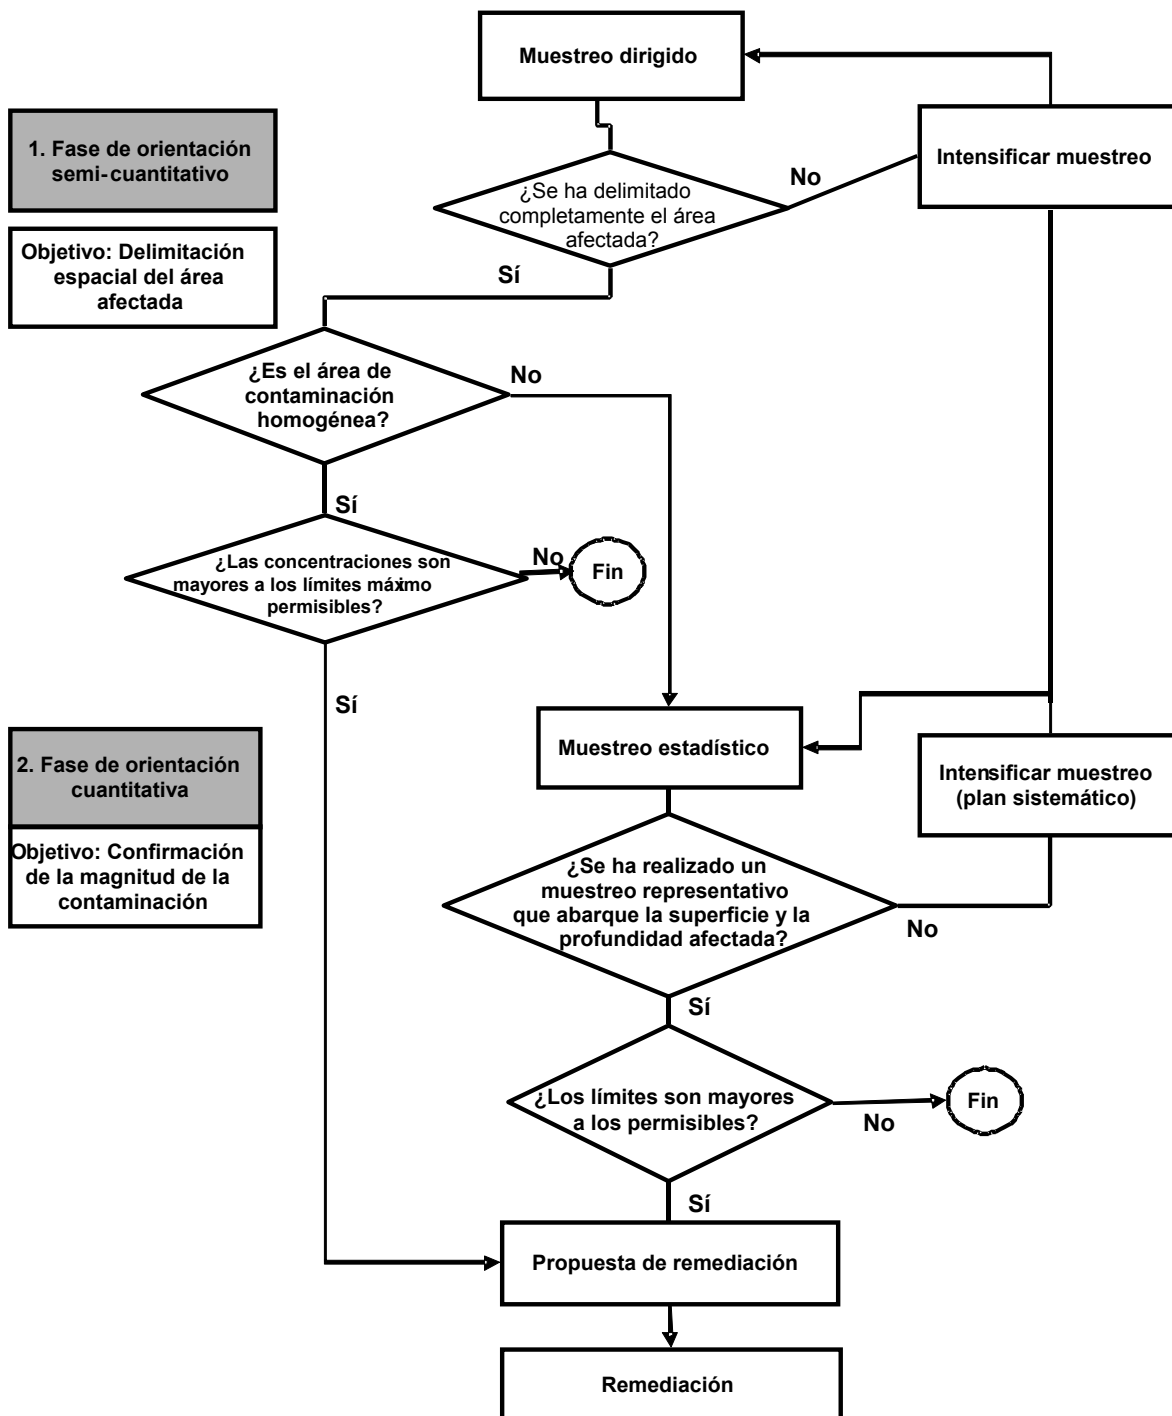 Muestreo dirigido
1. Fase de orientación
semi-cuantitativo
Intensificar muestreo
No
¿Se ha delimitado
completamente el área
afectada?
Objetivo: Delimitación
espacial del área
afectada
Sí
¿Es el área de
contaminación
homogénea?
No
Sí
¿Las concentraciones son
mayores a los límites máximo
permisibles?
No
Fin
Sí
Muestreo estadístico
2. Fase de orientación
cuantitativa
Intensificar muestreo
(plan sistemático)
Objetivo: Confirmación
de la magnitud de la
contaminación
¿Se ha realizado un
muestreo representativo
que abarque la superficie y la
profundidad afectada?
No
Sí
¿Los límites son mayores
a los permisibles?
No
Fin
Sí
Propuesta de remediación
Remediación